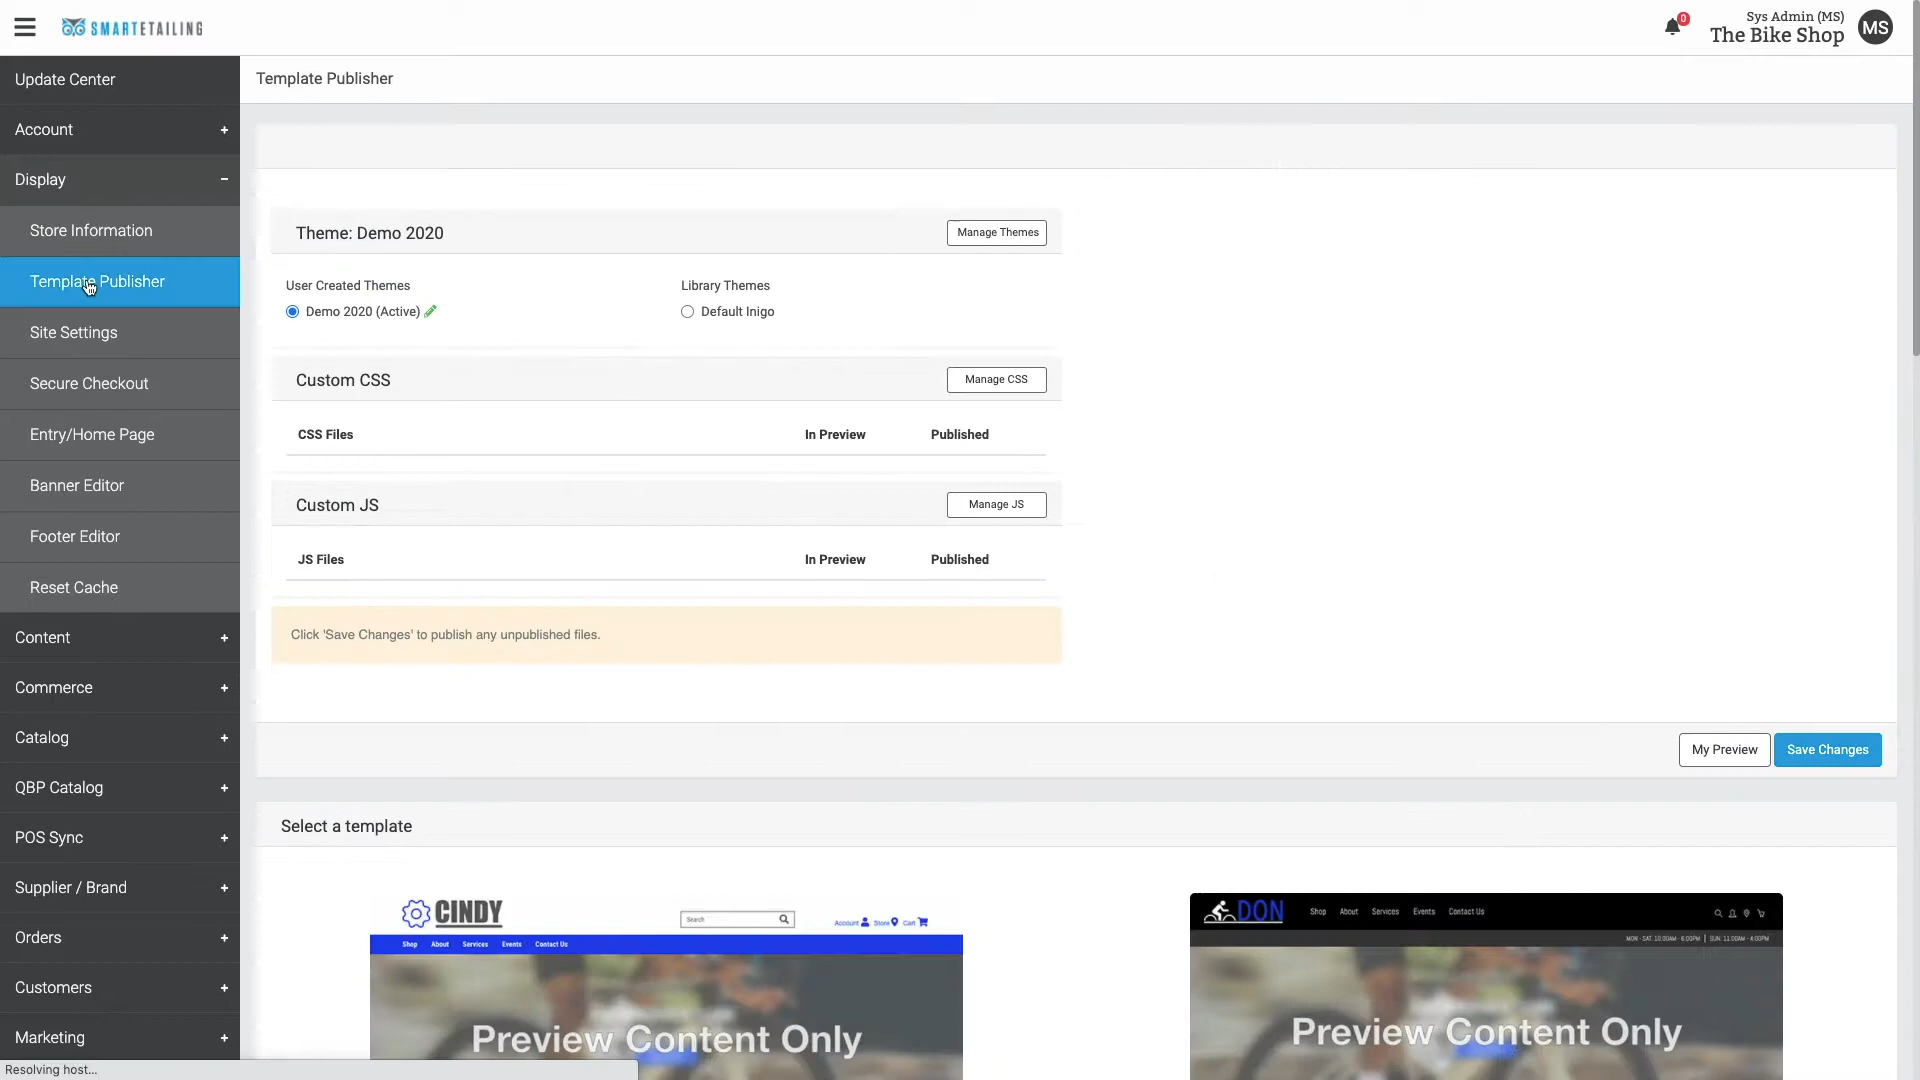 SMARTETAILING
0
Sys Admin (MS)
The Bike Shop
MS
Update Center
Account +
Display −
Store Information
Template Publisher
Site Settings
Secure Checkout
Entry/Home Page
Banner Editor
Footer Editor
Reset Cache
Content +
Commerce +
Catalog +
QBP Catalog +
POS Sync +
Supplier / Brand +
Orders +
Customers +
Marketing +
Resolving host...
Template Publisher
Theme: Demo 2020
Manage Themes
User Created Themes
Library Themes
Demo 2020 (Active)
Default Inigo
Custom CSS
Manage CSS
CSS Files In Preview Published
Custom JS
Manage JS
JS Files In Preview Published
Click 'Save Changes' to publish any unpublished files.
My Preview
Save Changes
Select a template
CINDY
Search
Account Store Cart
Shop About Services Events Contact Us
Preview Content Only
DON
Shop About Services Events Contact Us
MON - SAT: 10:00AM - 6:00PM | SUN: 11:00AM - 4:00PM
Preview Content Only